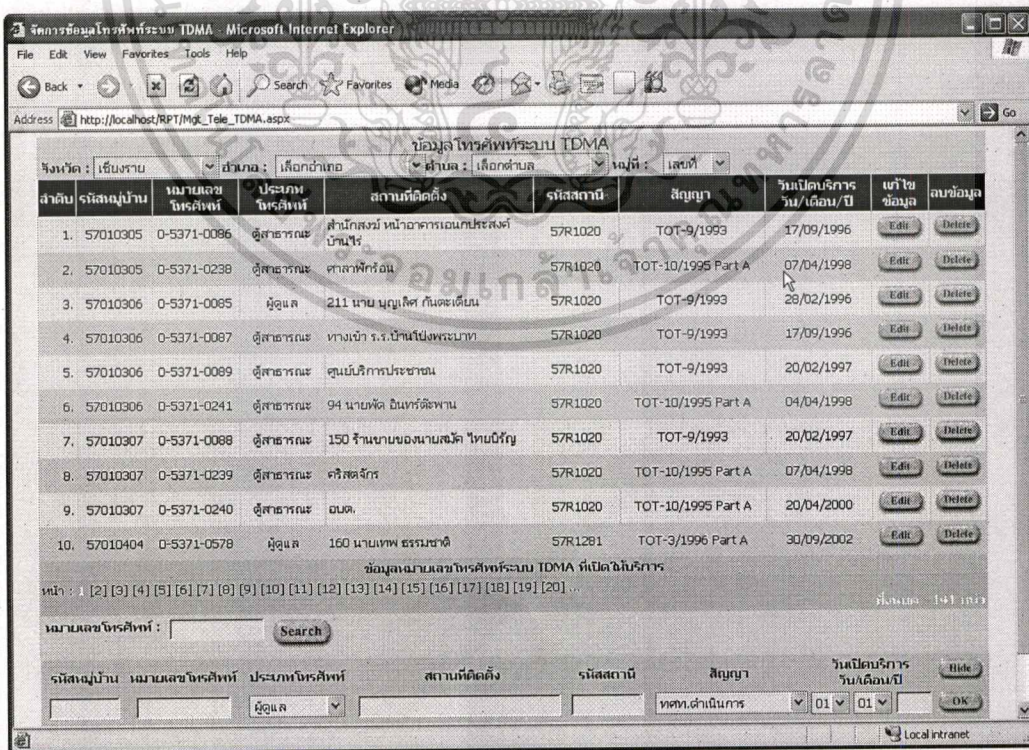 จัดการข้อมูลโทรศัพท์ระบบ TDMA - Microsoft Internet Explorer
File Edit View Favorites Tools Help
Back Search Favorites Media
Address http://localhost/RPT/Mgt_Tele_TDMA.aspx Go
ข้อมูลโทรศัพท์ระบบ TDMA
จังหวัด : เชียงราย อำเภอ : เลือกอำเภอ ตำบล : เลือกตำบล หมู่ที่ : เลขที่
ลำดับ รหัสหมู่บ้าน หมายเลขโทรศัพท์ ประเภทโทรศัพท์ สถานที่ติดตั้ง รหัสสถานี สัญญา วันเปิดบริการ วัน/เดือน/ปี แก้ไขข้อมูล ลบข้อมูล
1. 57010305 0-5371-0086 ตู้สาธารณะ สำนักสงฆ์ หน้าอาคารเอนกประสงค์ บ้านไร่ 57R1020 TOT-9/1993 17/09/1996 Edit Delete
2. 57010305 0-5371-0238 ตู้สาธารณะ ศาลาพักร้อน 57R1020 TOT-10/1995 Part A 07/04/1998 Edit Delete
3. 57010306 0-5371-0085 ผู้ดูแล 211 นาย บุญเลิศ กันตะเตียน 57R1020 TOT-9/1993 28/02/1996 Edit Delete
4. 57010306 0-5371-0087 ตู้สาธารณะ ทางเข้า ร.ร.บ้านโป่งพระบาท 57R1020 TOT-9/1993 17/09/1996 Edit Delete
5. 57010306 0-5371-0089 ตู้สาธารณะ ศูนย์บริการประชาชน 57R1020 TOT-9/1993 20/02/1997 Edit Delete
6. 57010306 0-5371-0241 ตู้สาธารณะ 94 นายพัด อินทร์ต๊ะพาน 57R1020 TOT-10/1995 Part A 04/04/1998 Edit Delete
7. 57010307 0-5371-0088 ตู้สาธารณะ 150 ร้านขายของนายสมัค ไทยนิรัญ 57R1020 TOT-9/1993 20/02/1997 Edit Delete
8. 57010307 0-5371-0239 ตู้สาธารณะ คริสตจักร 57R1020 TOT-10/1995 Part A 07/04/1998 Edit Delete
9. 57010307 0-5371-0240 ตู้สาธารณะ อบต. 57R1020 TOT-10/1995 Part A 20/04/2000 Edit Delete
10. 57010404 0-5371-0578 ผู้ดูแล 160 นายเทพ ธรรมชาติ 57R1281 TOT-3/1996 Part A 30/09/2002 Edit Delete
ข้อมูลหมายเลขโทรศัพท์ระบบ TDMA ที่เปิดให้บริการ
หน้า : 1 [2] [3] [4] [5] [6] [7] [8] [9] [10] [11] [12] [13] [14] [15] [16] [17] [18] [19] [20] ...
ทั้งหมด 141 หน้า
หมายเลขโทรศัพท์ : Search
รหัสหมู่บ้าน หมายเลขโทรศัพท์ ประเภทโทรศัพท์ สถานที่ติดตั้ง รหัสสถานี สัญญา วันเปิดบริการ วัน/เดือน/ปี Hide
ผู้ดูแล ทศท.ดำเนินการ 01 01 OK
Local intranet